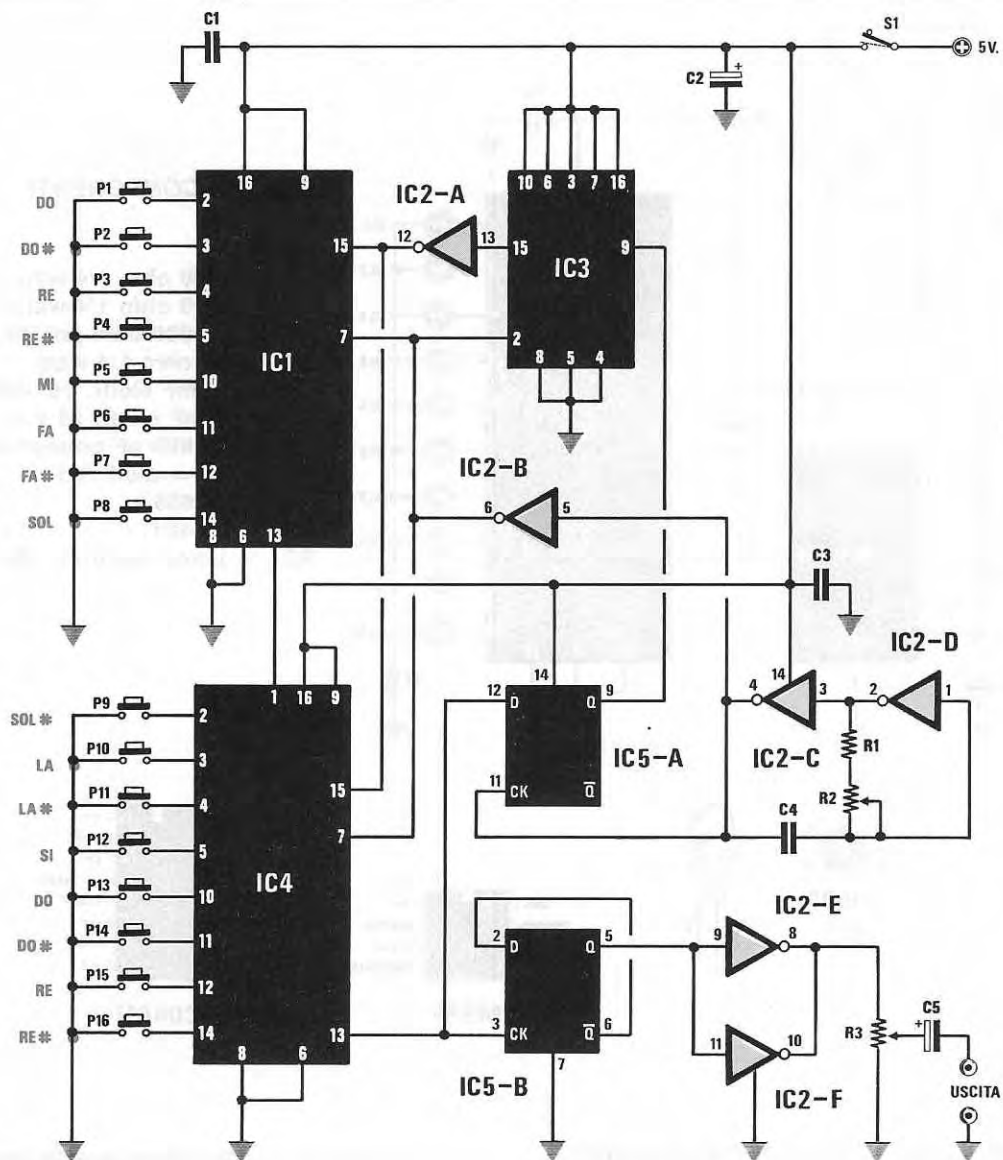 C1
S1
5V.
C2
+
16 9
10 6 3 7 16
IC2-A
DO P1 2
DO# P2 3
15 12 13 15 9
IC3
RE P3 4
RE# P4 5
IC1
7 2
8 5 4
MI P5 10
FA P6 11
FA# P7 12
SOL P8 14
IC2-B
6 5
8 6 13
C3
IC2-D
1 16 9
14
12 D Q 9
4 14 3 2 1
SOL# P9 2
LA P10 3
IC5-A
IC2-C
R1
LA# P11 4
15
11 CK Q
R2
C4
SI P12 5
7
DO P13 10
IC4
IC2-E
DO# P14 11
2 D Q 5
9 8
RE P15 12
RE# P16 14
13
3 CK Q 6
11 10
R3
+ C5
8 6
7
IC5-B
IC2-F
USCITA